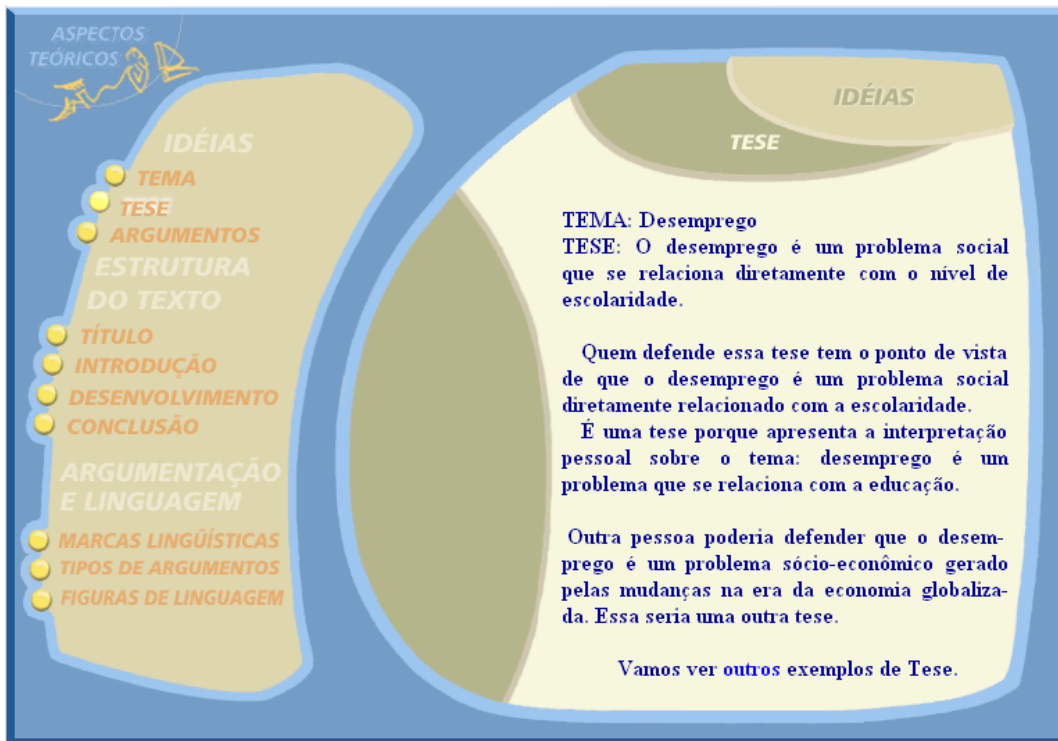 ASPECTOS
TEÓRICOS
IDÉIAS
TEMA
TESE
ARGUMENTOS
ESTRUTURA
DO TEXTO
TÍTULO
INTRODUÇÃO
DESENVOLVIMENTO
CONCLUSÃO
ARGUMENTAÇÃO
E LINGUAGEM
MARCAS LINGÜÍSTICAS
TIPOS DE ARGUMENTOS
FIGURAS DE LINGUAGEM
IDÉIAS
TESE
TEMA: Desemprego
TESE: O desemprego é um problema social
que se relaciona diretamente com o nível de
escolaridade.
Quem defende essa tese tem o ponto de vista
de que o desemprego é um problema social
diretamente relacionado com a escolaridade.
É uma tese porque apresenta a interpretação
pessoal sobre o tema: desemprego é um
problema que se relaciona com a educação.
Outra pessoa poderia defender que o desem-
prego é um problema sócio-econômico gerado
pelas mudanças na era da economia globaliza-
da. Essa seria uma outra tese.
Vamos ver outros exemplos de Tese.